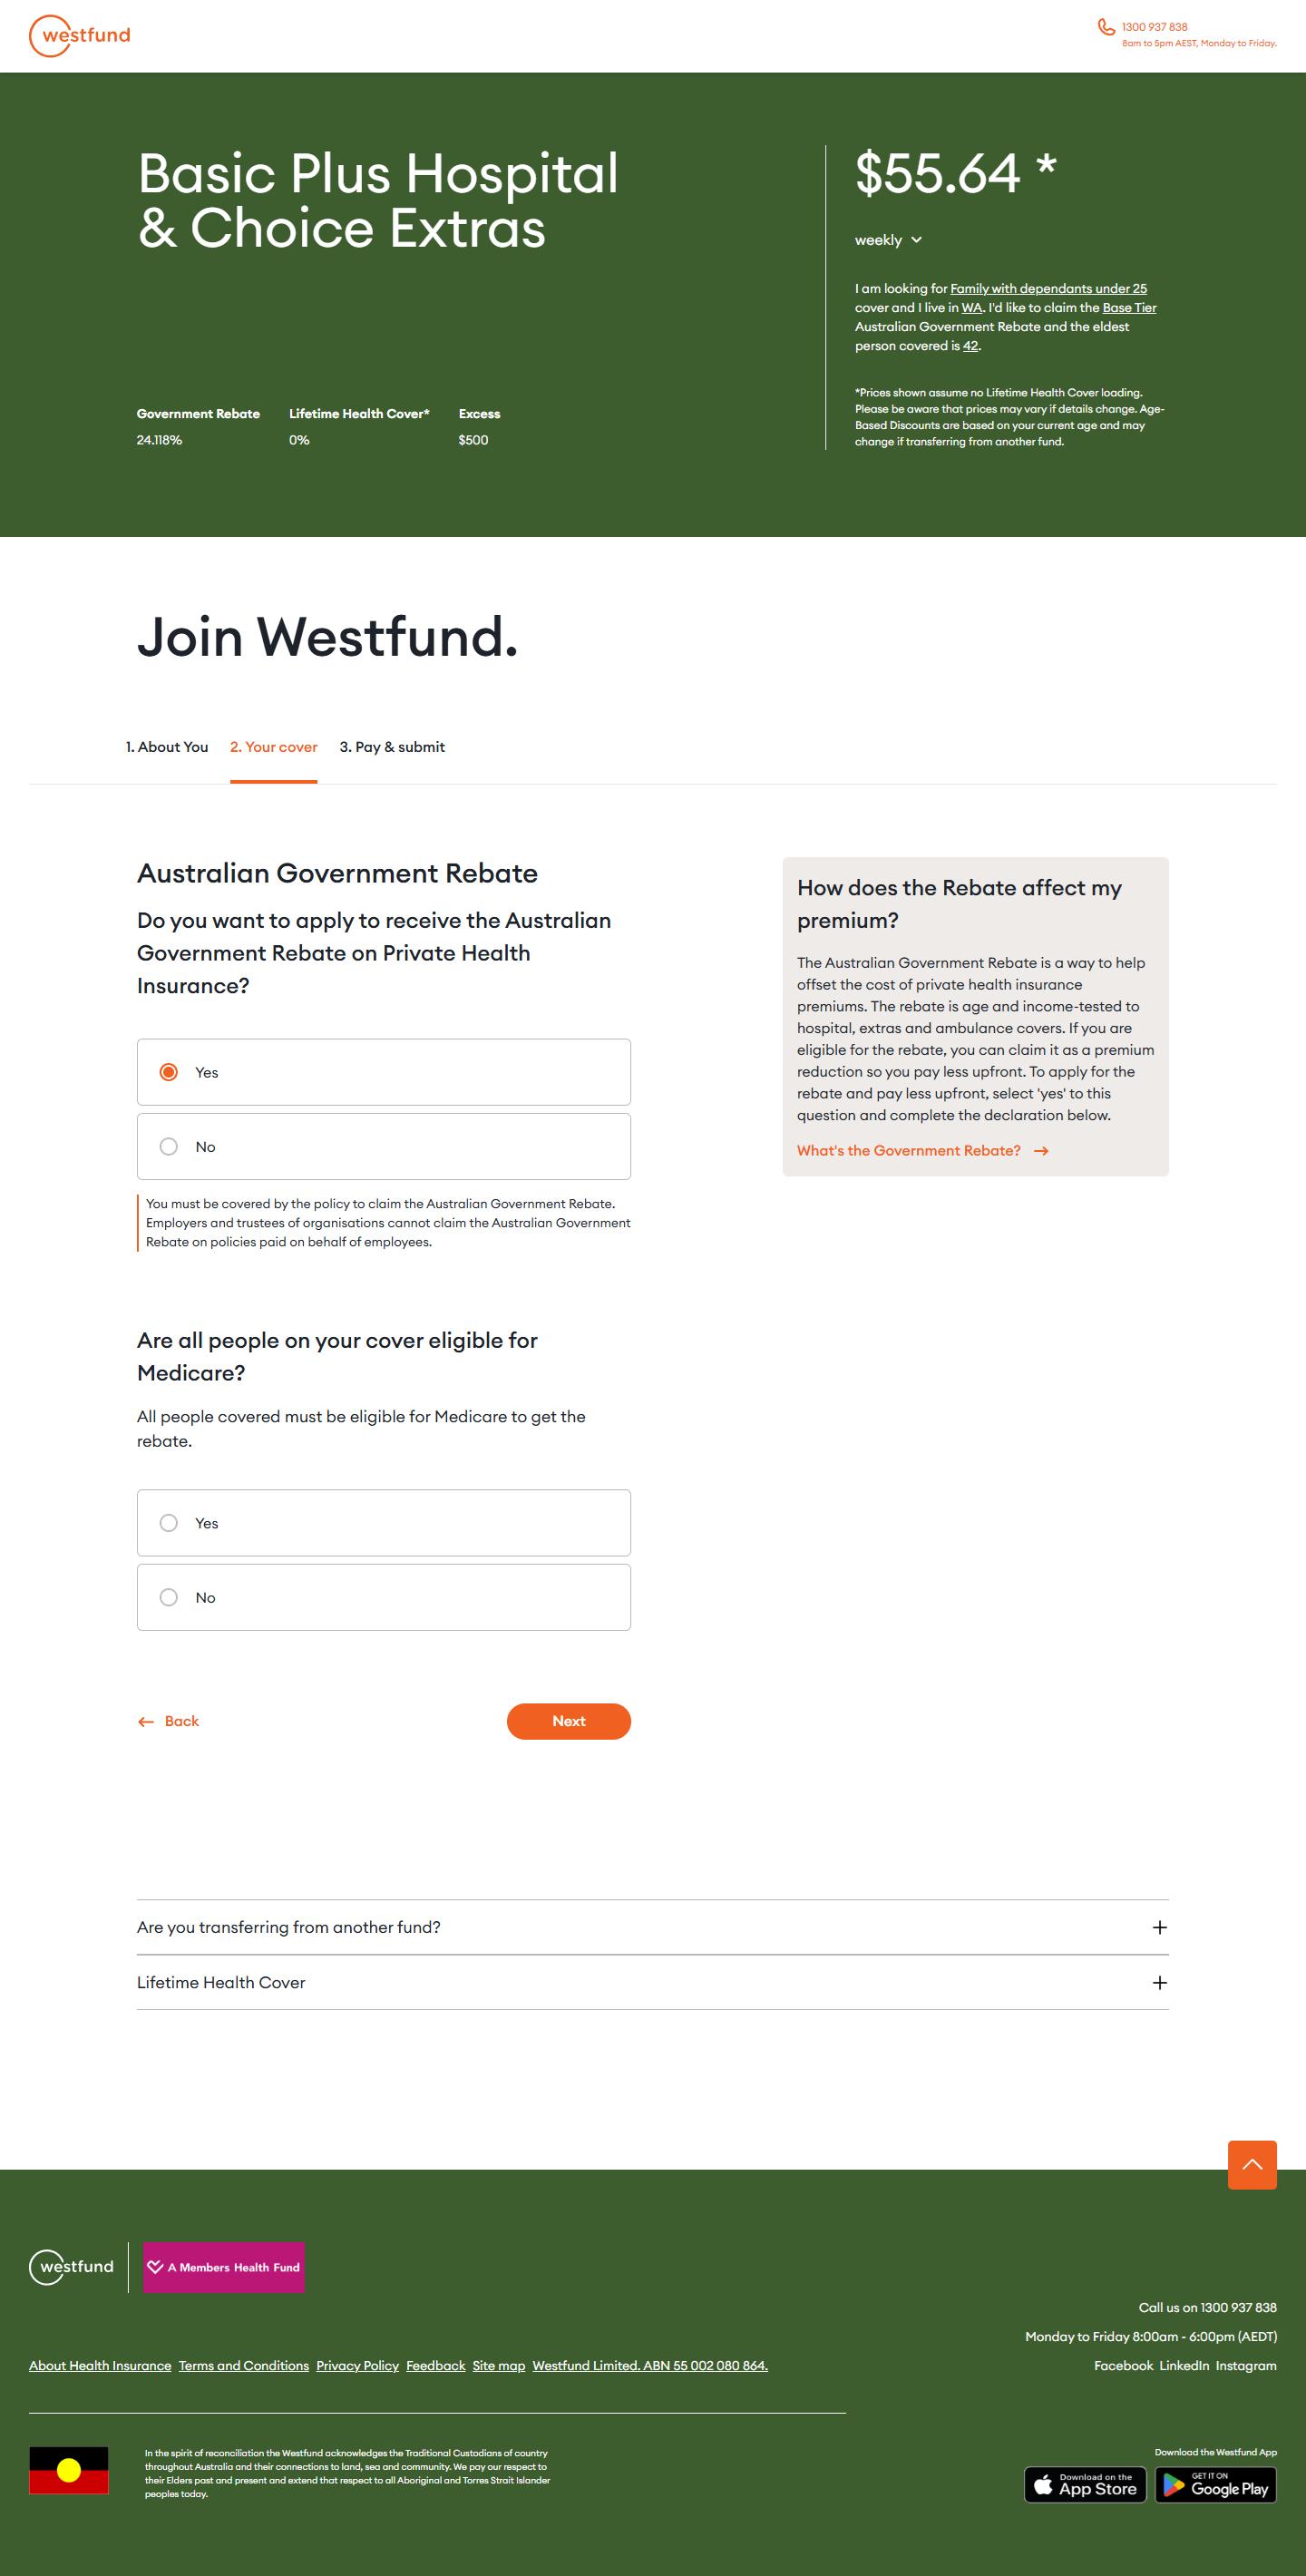 westfund
1300 937 838
8am to 5pm AEST, Monday to Friday.
Basic Plus Hospital
& Choice Extras
Government Rebate
24.118%
Lifetime Health Cover*
0%
Excess
$500
$55.64 *
weekly
I am looking for Family with dependants under 25
cover and I live in WA. I'd like to claim the Base Tier
Australian Government Rebate and the eldest
person covered is 42.
*Prices shown assume no Lifetime Health Cover loading.
Please be aware that prices may vary if details change. Age-
Based Discounts are based on your current age and may
change if transferring from another fund.
Join Westfund.
1. About You
2. Your cover
3. Pay & submit
Australian Government Rebate
Do you want to apply to receive the Australian
Government Rebate on Private Health
Insurance?
Yes
No
You must be covered by the policy to claim the Australian Government Rebate.
Employers and trustees of organisations cannot claim the Australian Government
Rebate on policies paid on behalf of employees.
How does the Rebate affect my
premium?
The Australian Government Rebate is a way to help
offset the cost of private health insurance
premiums. The rebate is age and income-tested to
hospital, extras and ambulance covers. If you are
eligible for the rebate, you can claim it as a premium
reduction so you pay less upfront. To apply for the
rebate and pay less upfront, select 'yes' to this
question and complete the declaration below.
What's the Government Rebate?
Are all people on your cover eligible for
Medicare?
All people covered must be eligible for Medicare to get the
rebate.
Yes
No
Back
Next
Are you transferring from another fund?
Lifetime Health Cover
westfund
A Members Health Fund
Call us on 1300 937 838
Monday to Friday 8:00am - 6:00pm (AEDT)
About Health Insurance Terms and Conditions Privacy Policy Feedback Site map Westfund Limited. ABN 55 002 080 864.
Facebook LinkedIn Instagram
In the spirit of reconciliation the Westfund acknowledges the Traditional Custodians of country
throughout Australia and their connections to land, sea and community. We pay our respect to
their Elders past and present and extend that respect to all Aboriginal and Torres Strait Islander
peoples today.
Download the Westfund App
Download on the
App Store
GET IT ON
Google Play